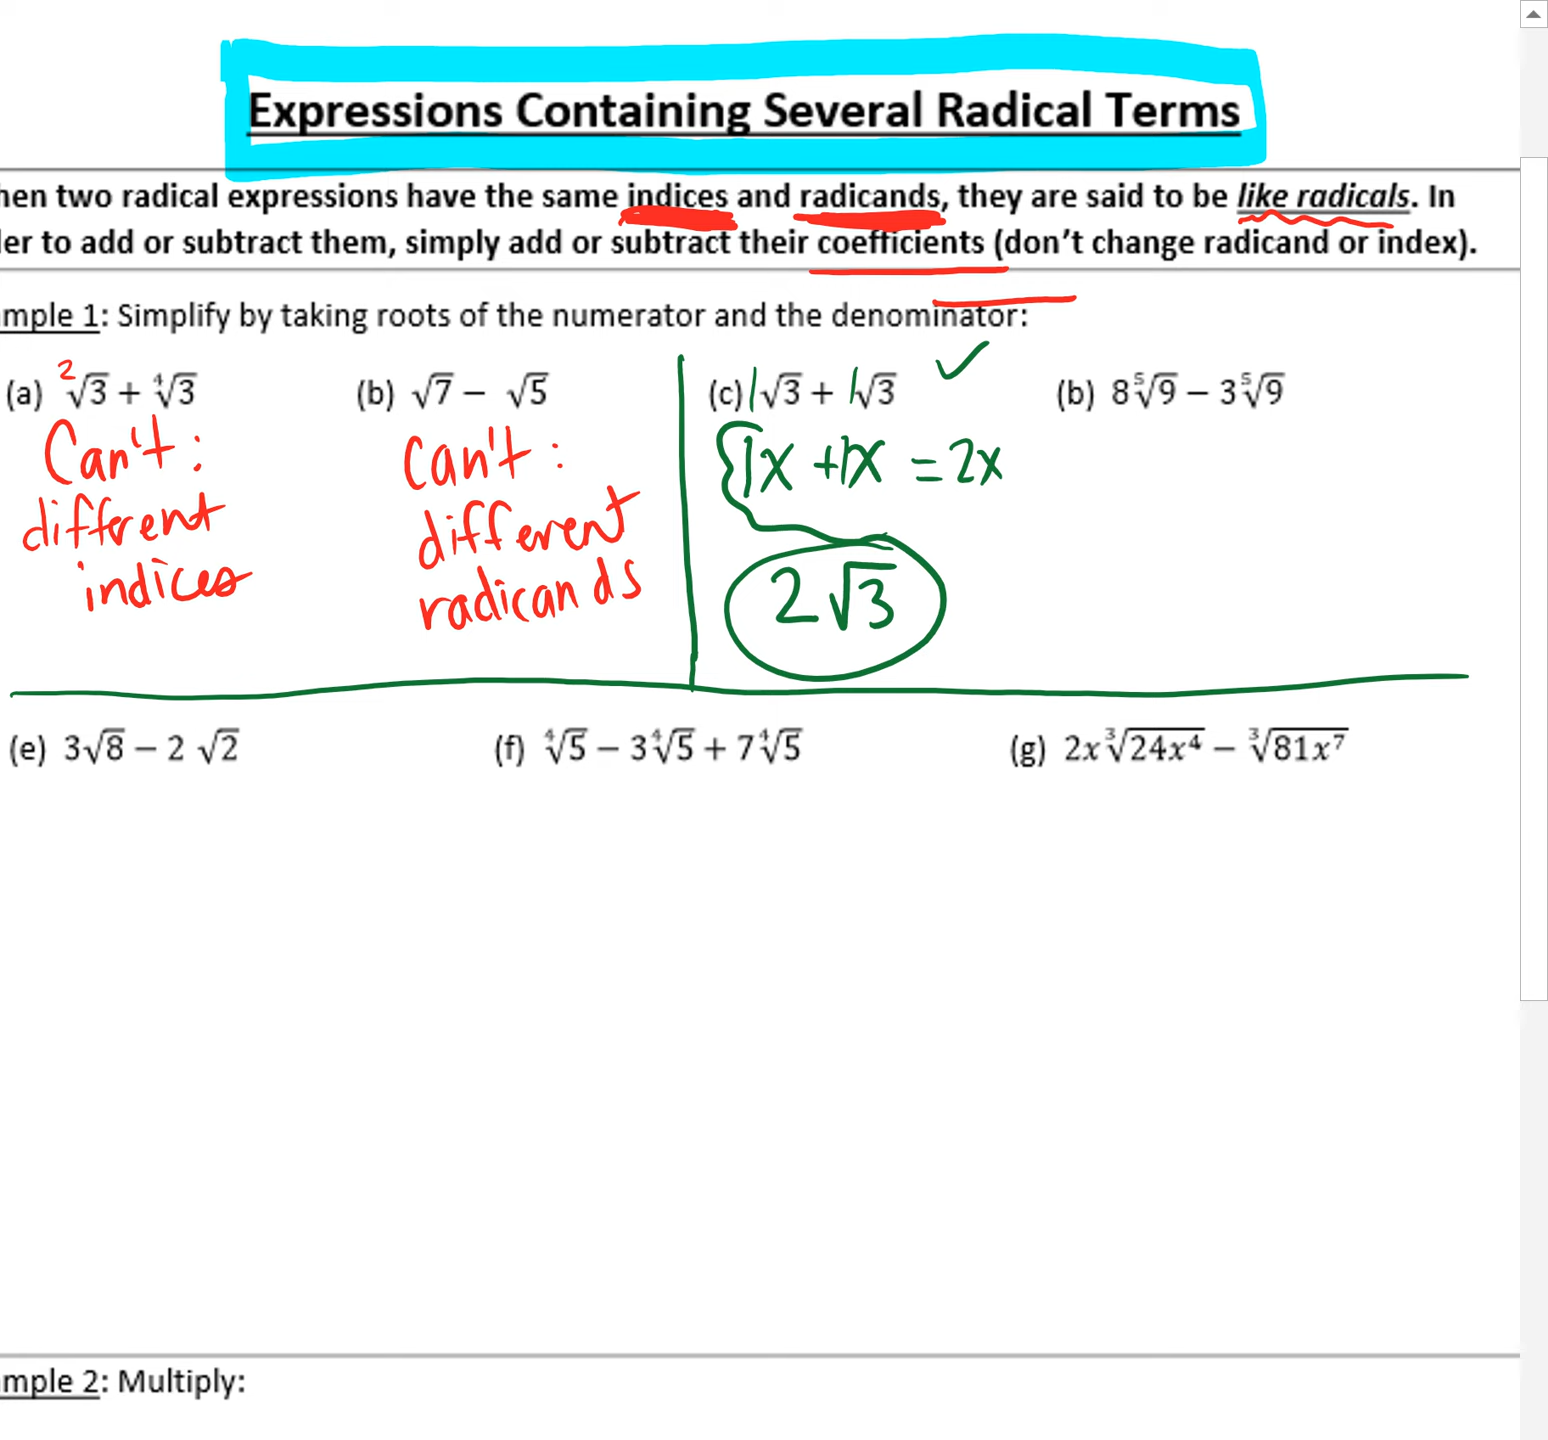 Expressions Containing Several Radical Terms
hen two radical expressions have the same indices and radicands, they are said to be like radicals. In
ler to add or subtract them, simply add or subtract their coefficients (don’t change radicand or index).
mple 1: Simplify by taking roots of the numerator and the denominator:
(a) ²√3 + ⁴√3 (b) √7 − √5 (c) 1√3 + 1√3 ✓ (b) 8⁵√9 − 3⁵√9
Can't: can't: 1x + 1x = 2x
different different
indices radicands 2√3
(e) 3√8 − 2 √2 (f) ⁴√5 − 3⁴√5 + 7⁴√5 (g) 2x³√24x⁴ − ³√81x⁷
mple 2: Multiply: